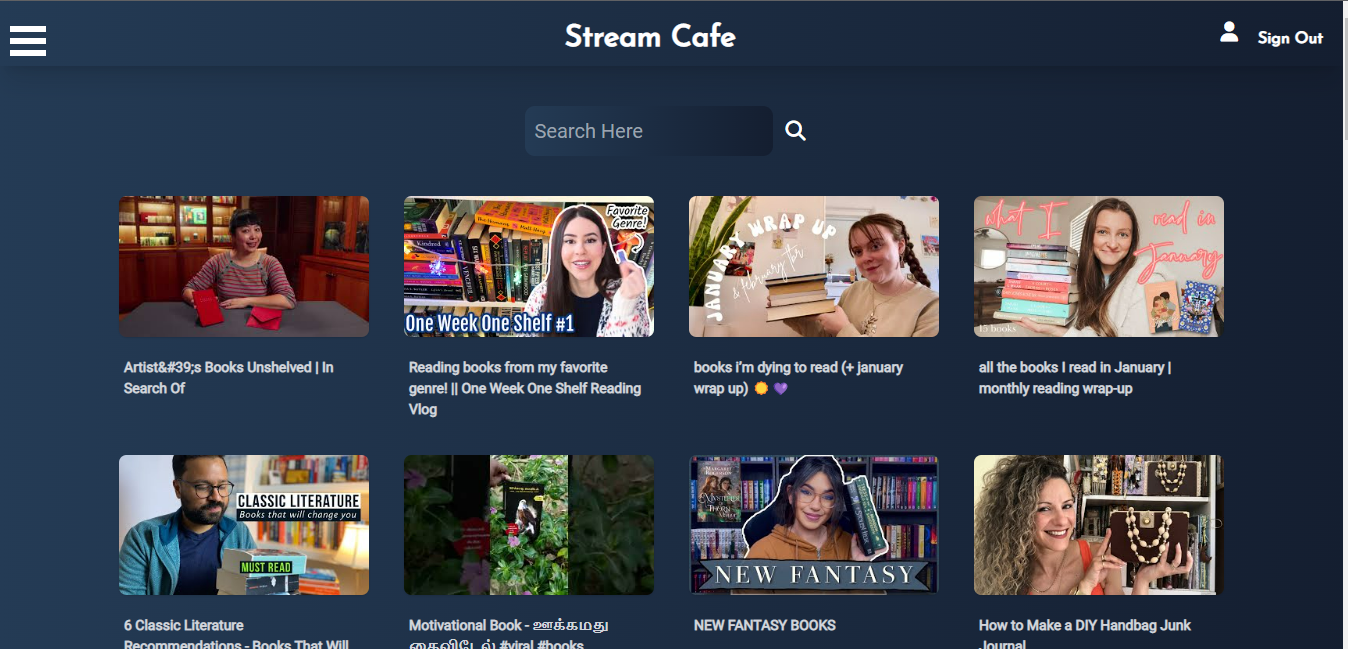 Stream Cafe
Sign Out
Search Here
Favorite
Genre!
Kindred
One Week One Shelf #1
JANUARY WRAP UP
& february tbr
what I
read in
January
15 books
Artist&#39;s Books Unshelved | In
Search Of
Reading books from my favorite
genre! || One Week One Shelf Reading
Vlog
books i'm dying to read (+ january
wrap up) 🌼 💜
all the books I read in January |
monthly reading wrap-up
CLASSIC LITERATURE
Books that will change you
MUST READ
NEW FANTASY
6 Classic Literature
Recommendations - Books That Will
Motivational Book - ஊக்கமது
கைவிடேல் #viral #books
NEW FANTASY BOOKS
How to Make a DIY Handbag Junk
Journal